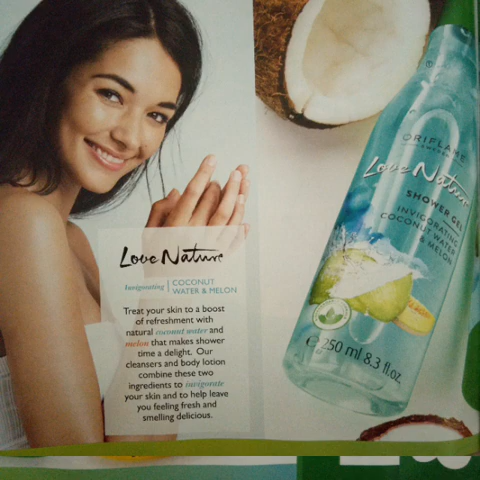 Love Nature
Invigorating | COCONUT
WATER & MELON
Treat your skin to a boost
of refreshment with
natural coconut water and
melon that makes shower
time a delight. Our
cleansers and body lotion
combine these two
ingredients to invigorate
your skin and to help leave
you feeling fresh and
smelling delicious.
ORIFLAME
SWEDEN
Love Nature
SHOWER GEL
INVIGORATING
COCONUT WATER
& MELON
e 250 ml 8.3 fl.oz.